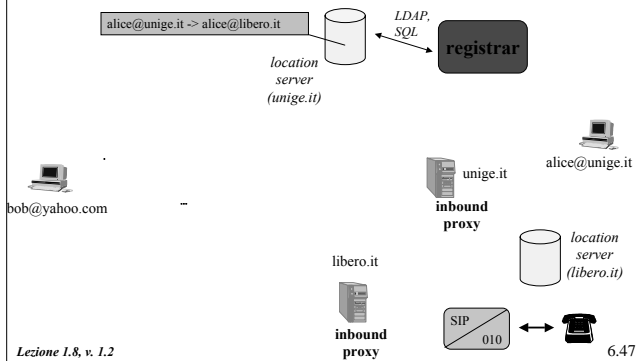 alice@unige.it -> alice@libero.it
LDAP,
SQL
registrar
location
server
(unige.it)
alice@unige.it
unige.it
bob@yahoo.com
inbound
proxy
location
server
(libero.it)
libero.it
SIP
010
inbound
proxy
Lezione 1.8, v. 1.2
6.47